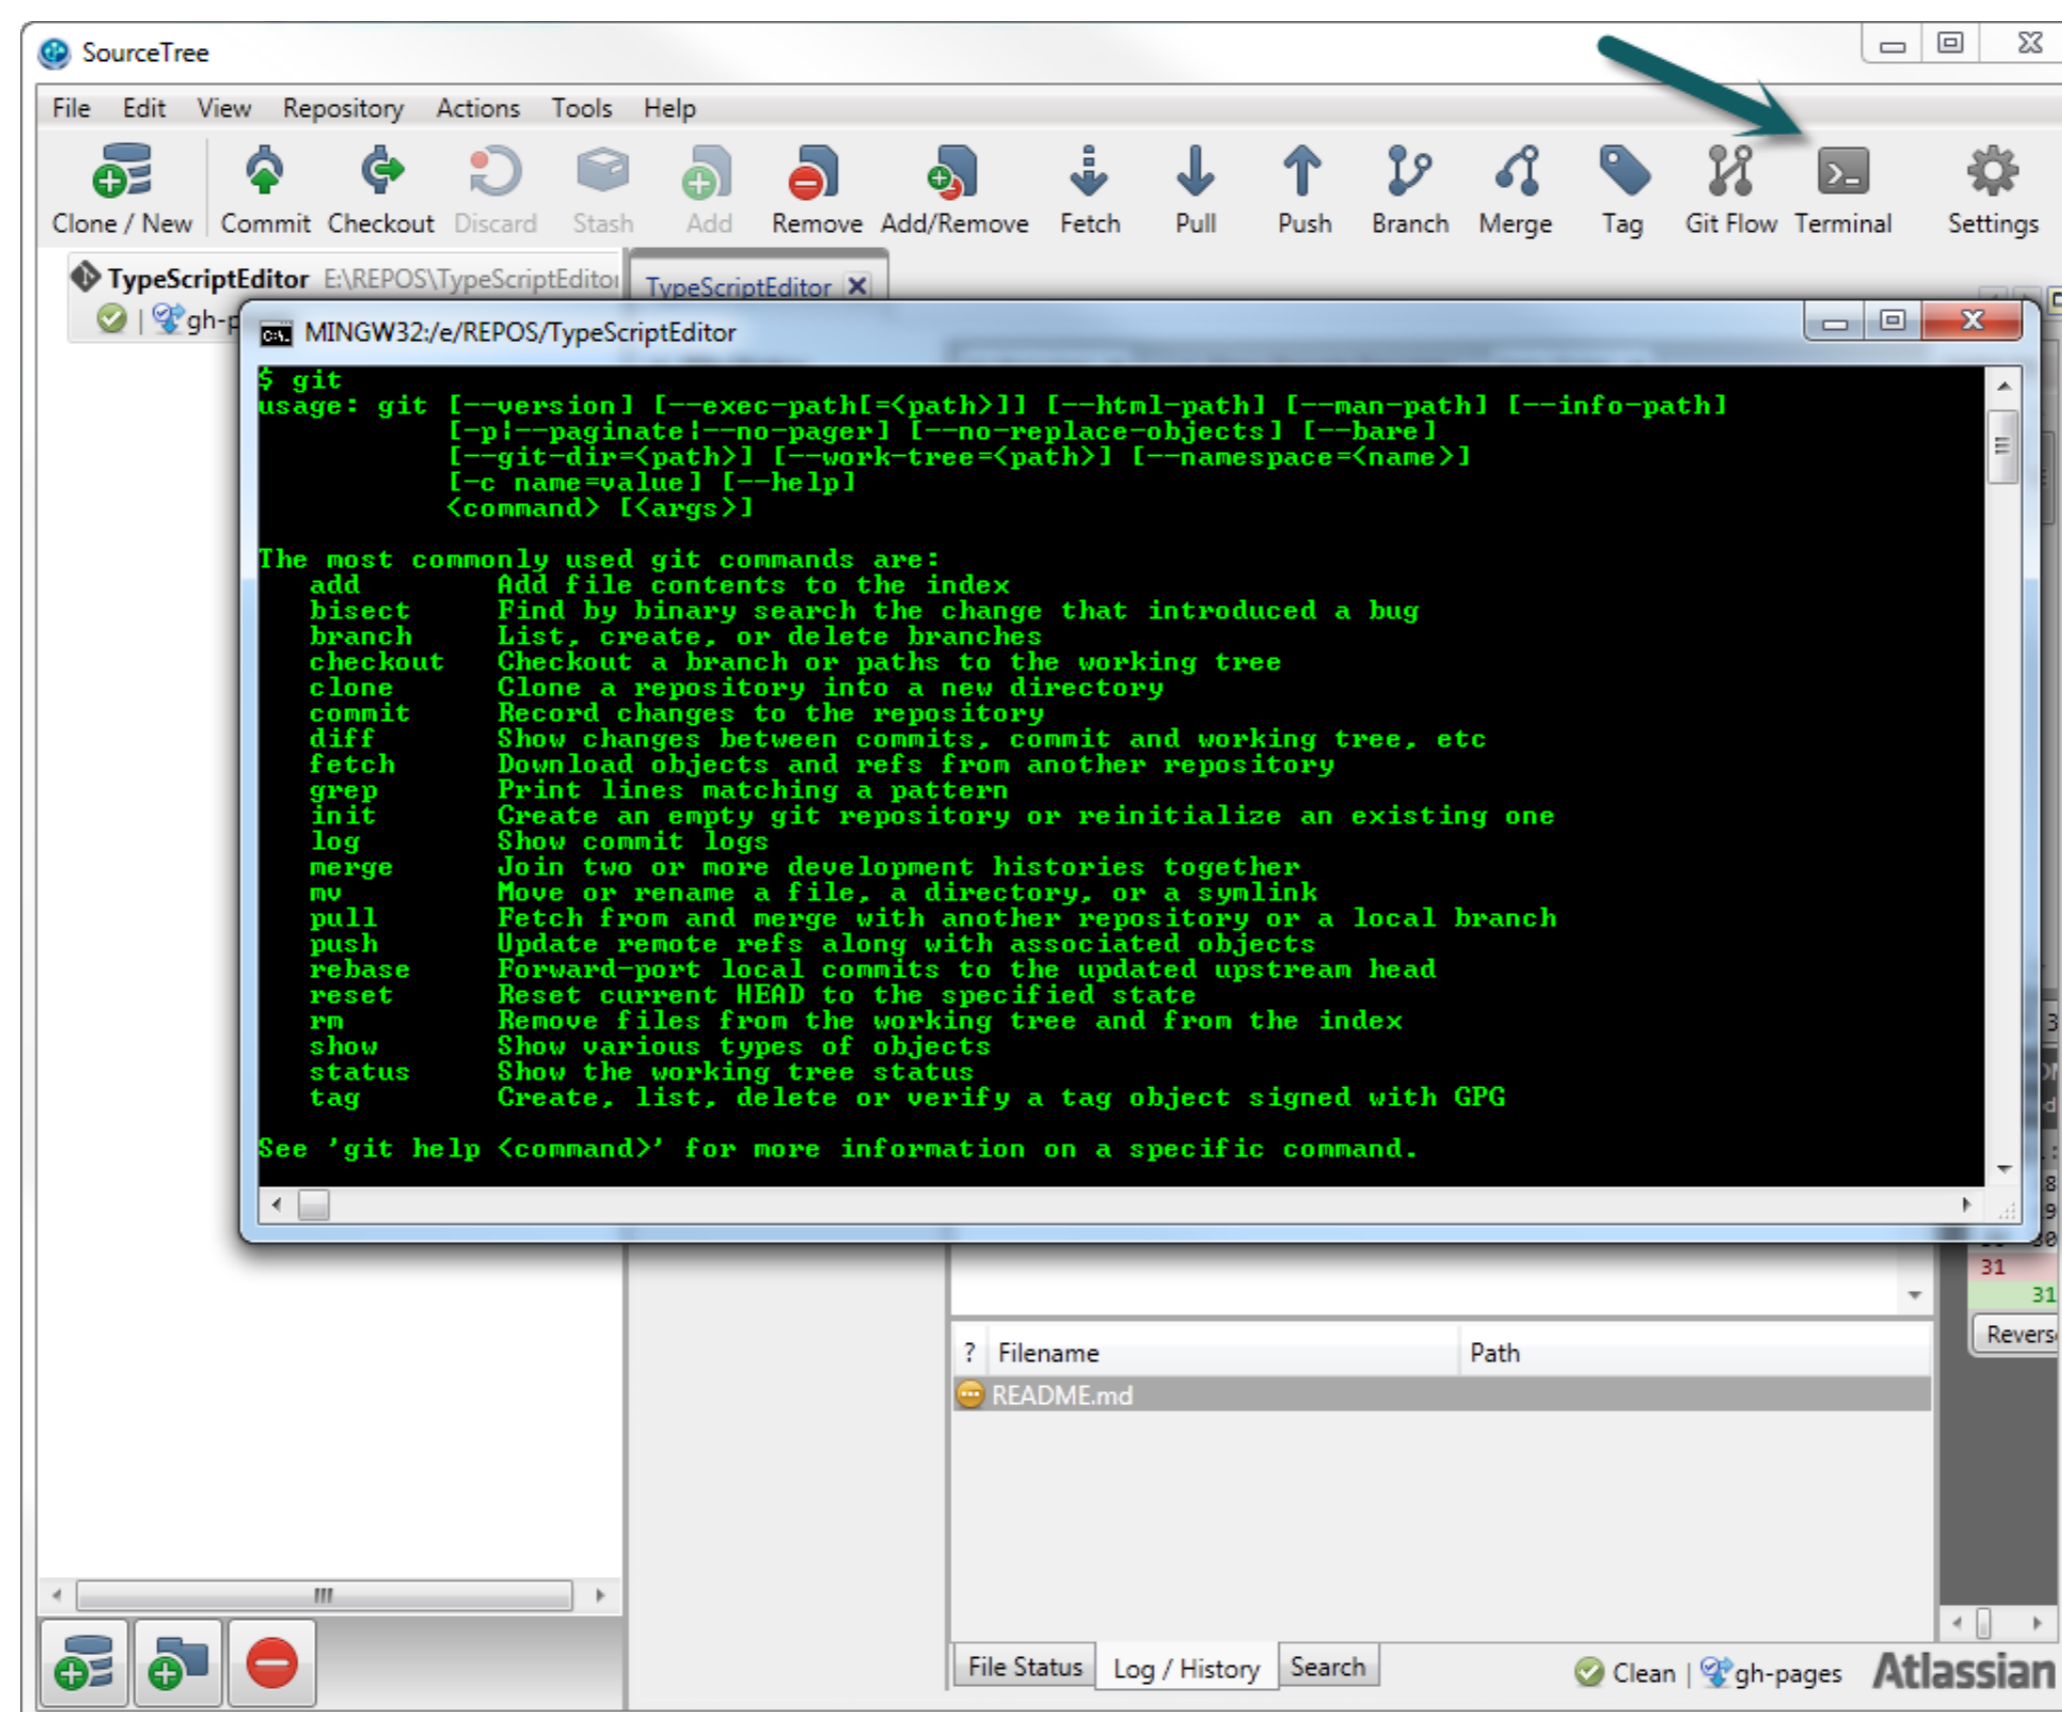 SourceTree
File Edit View Repository Actions Tools Help
Clone / New Commit Checkout Discard Stash Add Remove Add/Remove Fetch Pull Push Branch Merge Tag Git Flow Terminal Settings
TypeScriptEditor E:\REPOS\TypeScriptEditor
TypeScriptEditor
MINGW32:/e/REPOS/TypeScriptEditor
$ git
usage: git [--version] [--exec-path[=<path>]] [--html-path] [--man-path] [--info-path]
[-p|--paginate|--no-pager] [--no-replace-objects] [--bare]
[--git-dir=<path>] [--work-tree=<path>] [--namespace=<name>]
[-c name=value] [--help]
<command> [<args>]
The most commonly used git commands are:
add Add file contents to the index
bisect Find by binary search the change that introduced a bug
branch List, create, or delete branches
checkout Checkout a branch or paths to the working tree
clone Clone a repository into a new directory
commit Record changes to the repository
diff Show changes between commits, commit and working tree, etc
fetch Download objects and refs from another repository
grep Print lines matching a pattern
init Create an empty git repository or reinitialize an existing one
log Show commit logs
merge Join two or more development histories together
mv Move or rename a file, a directory, or a symlink
pull Fetch from and merge with another repository or a local branch
push Update remote refs along with associated objects
rebase Forward-port local commits to the updated upstream head
reset Reset current HEAD to the specified state
rm Remove files from the working tree and from the index
show Show various types of objects
status Show the working tree status
tag Create, list, delete or verify a tag object signed with GPG
See 'git help <command>' for more information on a specific command.
31
31
? Filename Path
README.md
File Status Log / History Search
Clean | gh-pages Atlassian